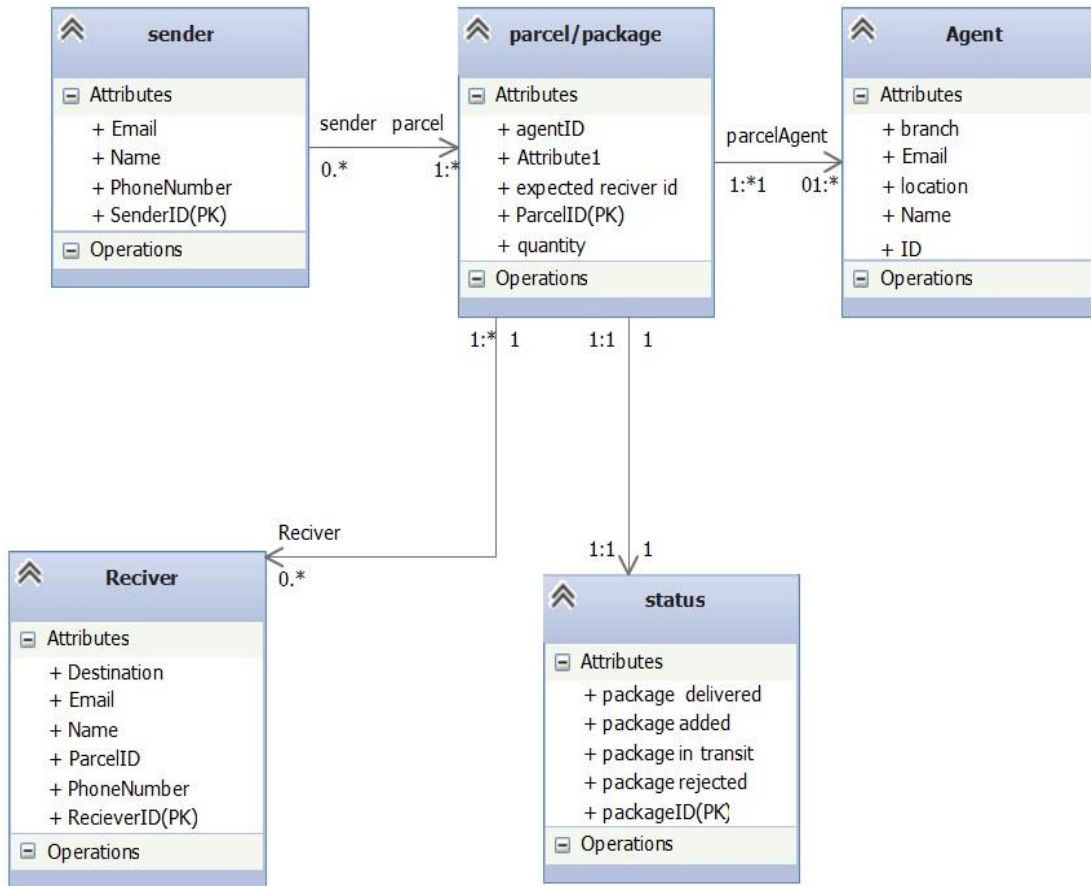 sender
Attributes
+ Email
+ Name
+ PhoneNumber
+ SenderID(PK)
Operations
sender parcel
0.*
1:*
parcel/package
Attributes
+ agentID
+ Attribute1
+ expected reciver id
+ ParcelID(PK)
+ quantity
Operations
parcelAgent
1:*1
01:*
Agent
Attributes
+ branch
+ Email
+ location
+ Name
+ ID
Operations
1:* 1
1:1 1
Reciver
0.*
1:1 1
Reciver
Attributes
+ Destination
+ Email
+ Name
+ ParcelID
+ PhoneNumber
+ RecieverID(PK)
Operations
status
Attributes
+ package delivered
+ package added
+ package in transit
+ package rejected
+ packageID(PK)
Operations